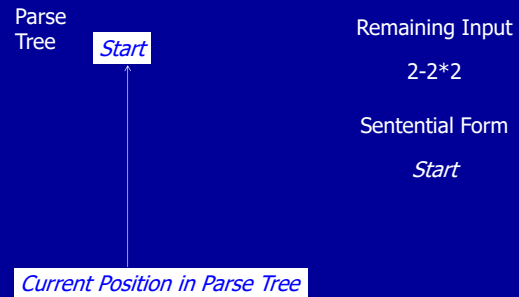 Parse
Tree
Start
Remaining Input
2-2*2
Sentential Form
Start
Current Position in Parse Tree